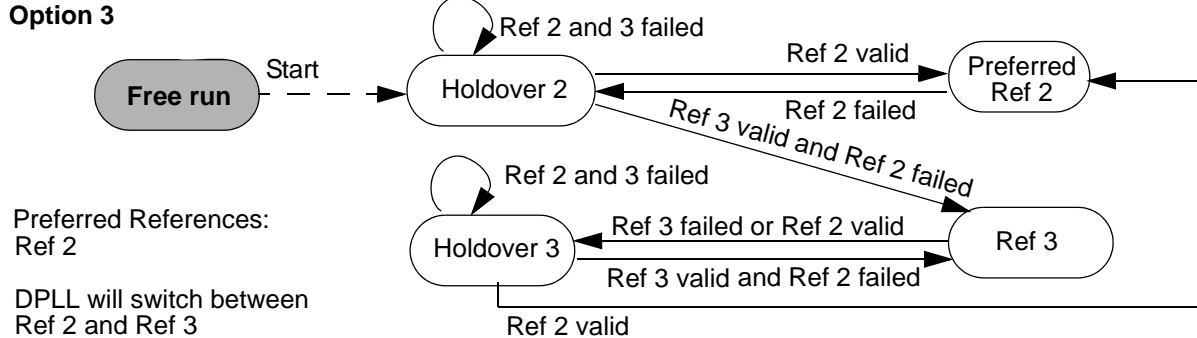 Option 3
Ref 2 and 3 failed
Start
Free run
Holdover 2
Ref 2 valid
Preferred
Ref 2
Ref 2 failed
Ref 3 valid and Ref 2 failed
Ref 2 and 3 failed
Preferred References:
Ref 2
Holdover 3
Ref 3 failed or Ref 2 valid
Ref 3
Ref 3 valid and Ref 2 failed
DPLL will switch between
Ref 2 and Ref 3
Ref 2 valid